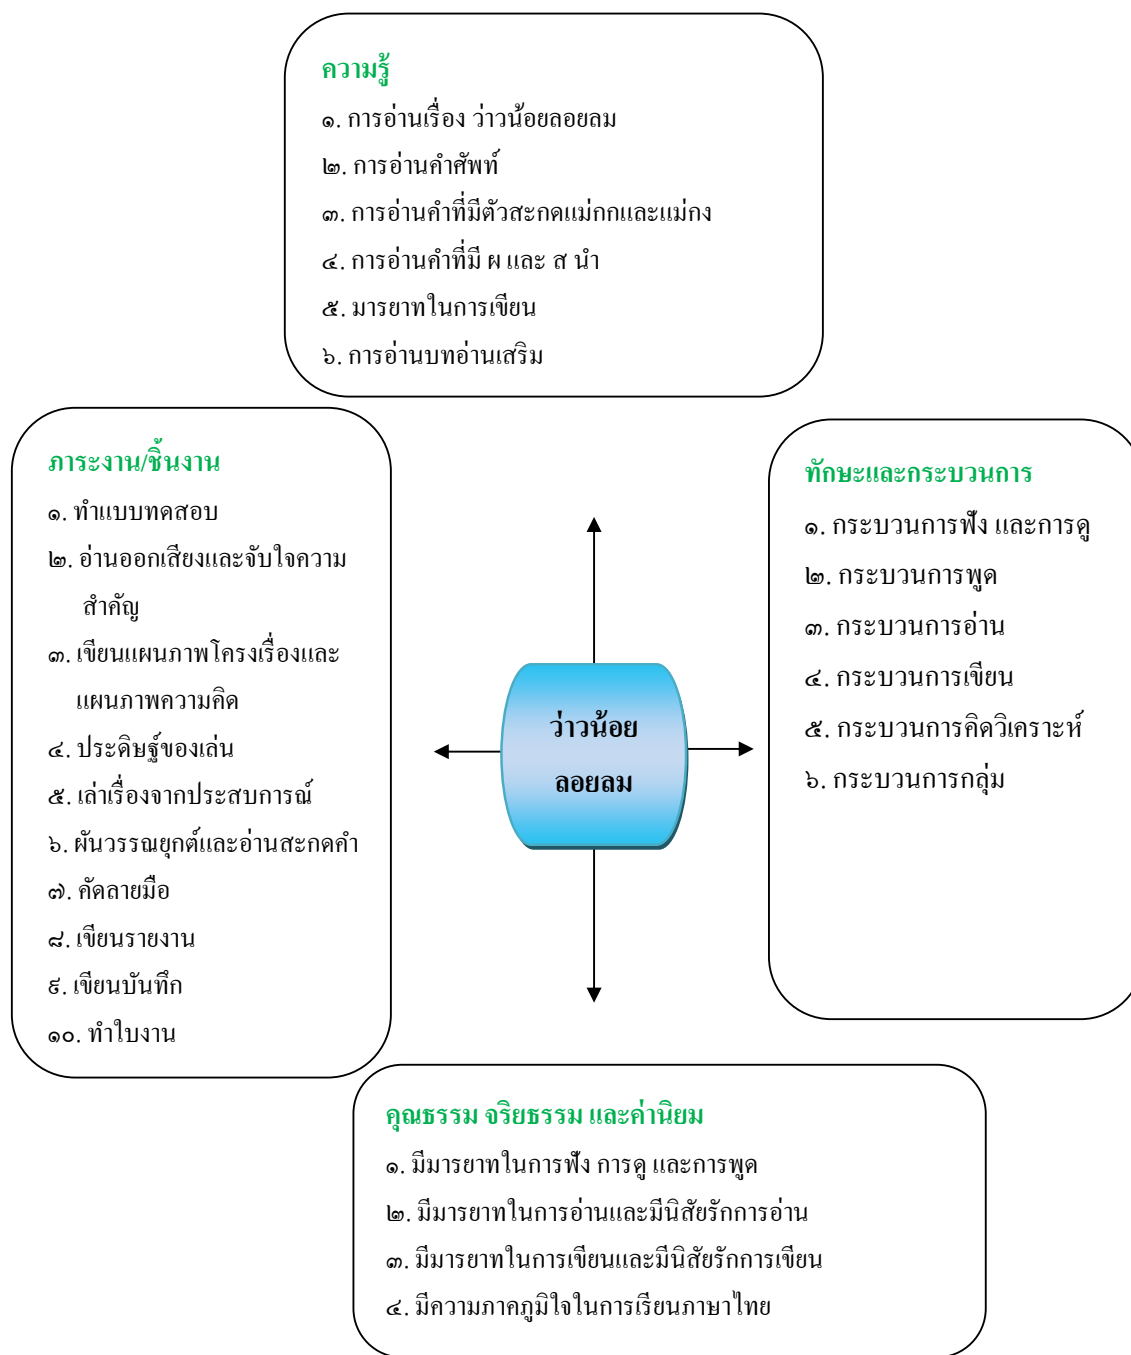 ความรู้
๑. การอ่านเรื่อง ว่าวน้อยลอยลม
๒. การอ่านคำศัพท์
๓. การอ่านคำที่มีตัวสะกดแม่กกและแม่กง
๔. การอ่านคำที่มี ผ และ ส นำ
๕. มารยาทในการเขียน
๖. การอ่านบทอ่านเสริม
ภาระงาน/ชิ้นงาน
๑. ทำแบบทดสอบ
๒. อ่านออกเสียงและจับใจความ
สำคัญ
๓. เขียนแผนภาพโครงเรื่องและ
แผนภาพความคิด
๔. ประดิษฐ์ของเล่น
๕. เล่าเรื่องจากประสบการณ์
๖. ผันวรรณยุกต์และอ่านสะกดคำ
๗. คัดลายมือ
๘. เขียนรายงาน
๙. เขียนบันทึก
๑๐. ทำใบงาน
ว่าวน้อย
ลอยลม
ทักษะและกระบวนการ
๑. กระบวนการฟัง และการดู
๒. กระบวนการพูด
๓. กระบวนการอ่าน
๔. กระบวนการเขียน
๕. กระบวนการคิดวิเคราะห์
๖. กระบวนการกลุ่ม
คุณธรรม จริยธรรม และค่านิยม
๑. มีมารยาทในการฟัง การดู และการพูด
๒. มีมารยาทในการอ่านและมีนิสัยรักการอ่าน
๓. มีมารยาทในการเขียนและมีนิสัยรักการเขียน
๔. มีความภาคภูมิใจในการเรียนภาษาไทย